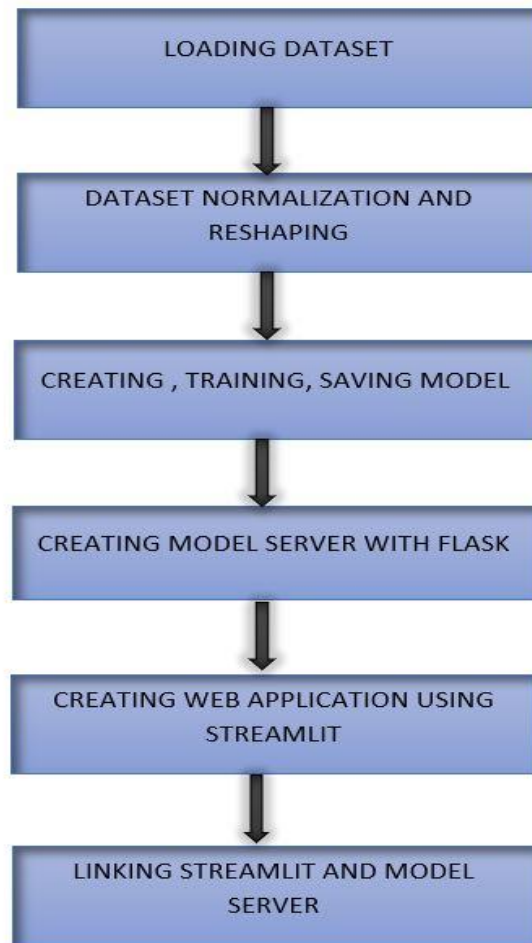 LOADING DATASET
DATASET NORMALIZATION AND
RESHAPING
CREATING , TRAINING, SAVING MODEL
CREATING MODEL SERVER WITH FLASK
CREATING WEB APPLICATION USING
STREAMLIT
LINKING STREAMLIT AND MODEL
SERVER